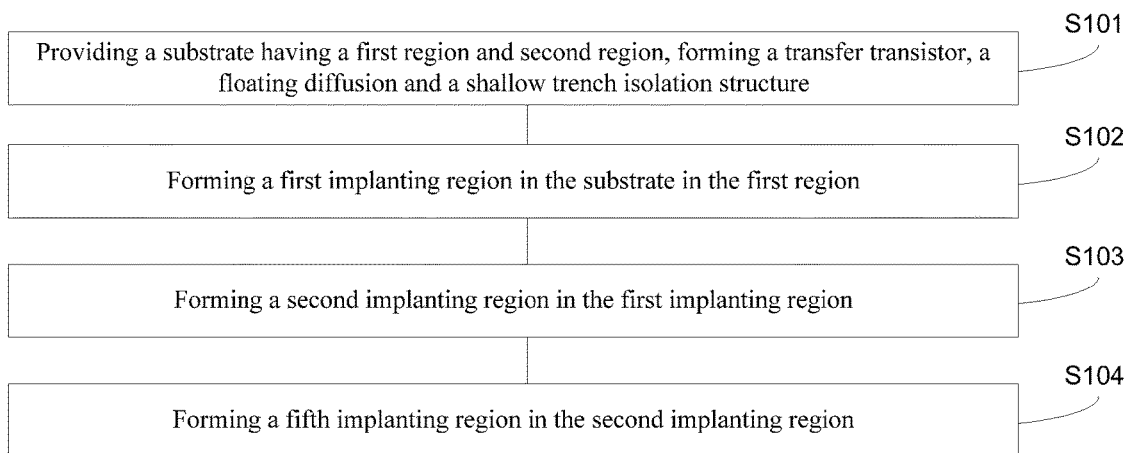 S101
Providing a substrate having a first region and second region, forming a transfer transistor, a
floating diffusion and a shallow trench isolation structure
S102
Forming a first implanting region in the substrate in the first region
S103
Forming a second implanting region in the first implanting region
S104
Forming a fifth implanting region in the second implanting region